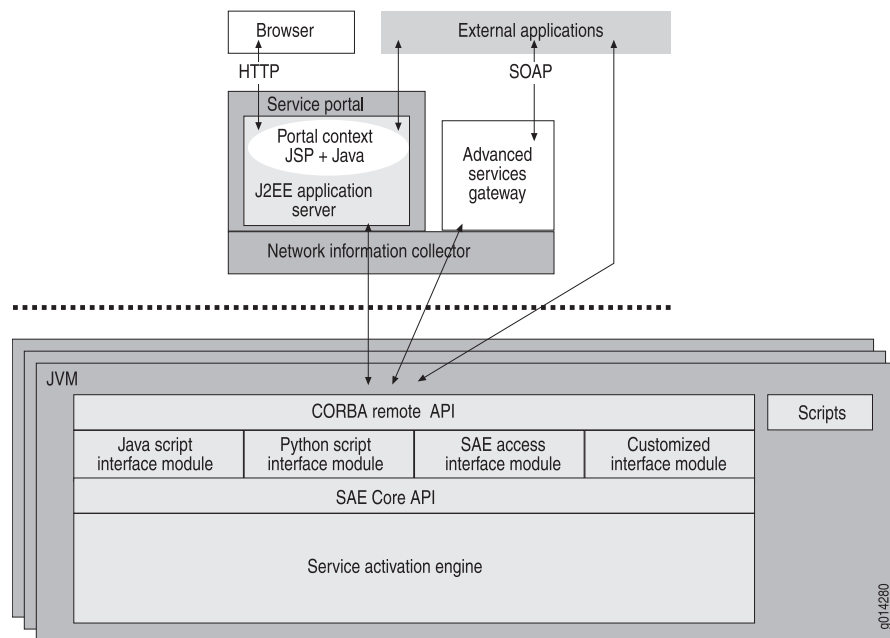 Browser
External applications
HTTP
SOAP
Service portal
Portal context
JSP + Java
J2EE application
server
Advanced
services
gateway
Network information collector
JVM
CORBA remote API
Scripts
Java script
interface module
Python script
interface module
SAE access
interface module
Customized
interface module
SAE Core API
Service activation engine
g014280